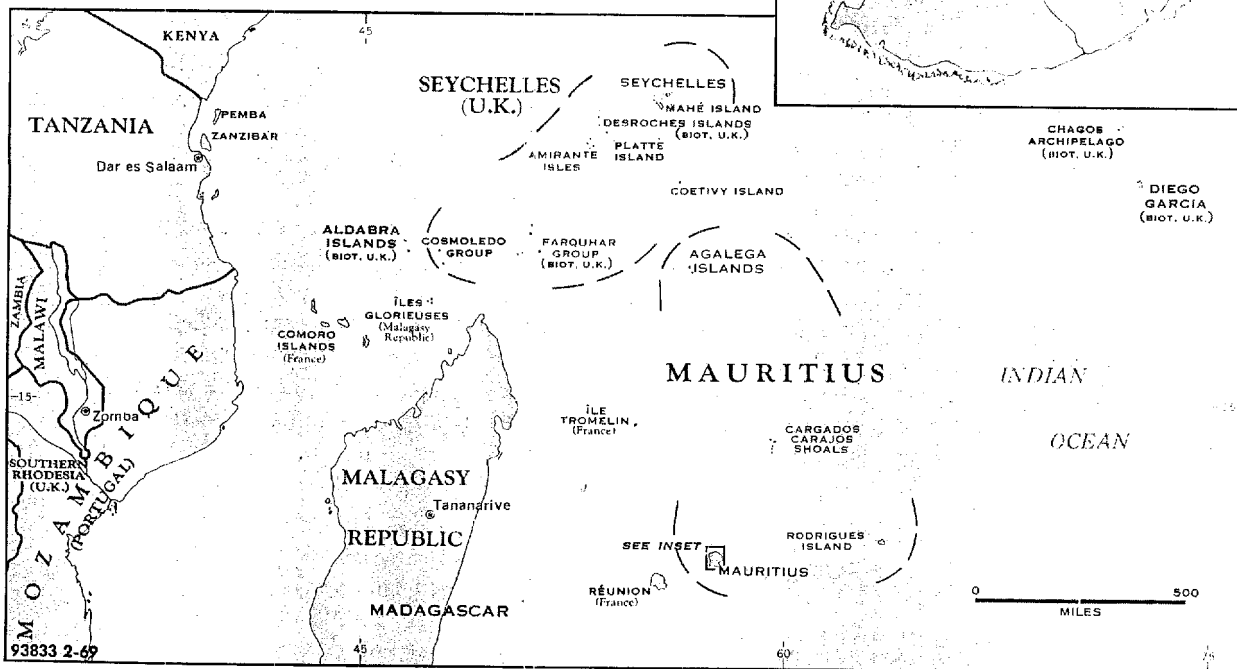 45
KENYA
SEYCHELLES
(U.K.)
SEYCHELLES
MAHÉ ISLAND
DESROCHES ISLANDS
(BIOT, U.K.)
PLATTE
ISLAND
AMIRANTE
ISLES
COETIVY ISLAND
CHAGOS
ARCHIPELAGO
(BIOT, U.K.)
DIEGO
GARCIA
(BIOT, U.K.)
TANZANIA
PEMBA
ZANZIBAR
Dar es Salaam
ALDABRA
ISLANDS
(BIOT, U.K.)
COSMOLEDO
GROUP
FARQUHAR
GROUP
(BIOT, U.K.)
AGALEGA
ISLANDS
ZAMBIA
MALAWI
COMORO
ISLANDS
(France)
ÎLES
GLORIEUSES
(Malagasy
Republic)
MAURITIUS
INDIAN
OCEAN
-15-
Zomba
SOUTHERN
RHODESIA
(U.K.)
MOZAMBIQUE
(PORTUGAL)
ÎLE
TROMELIN
(France)
CARGADOS
CARAJOS
SHOALS
MALAGASY
REPUBLIC
Tananarive
MADAGASCAR
SEE INSET
MAURITIUS
RODRIGUES
ISLAND
RÉUNION
(France)
0 500
MILES
93833 2-69
45
60